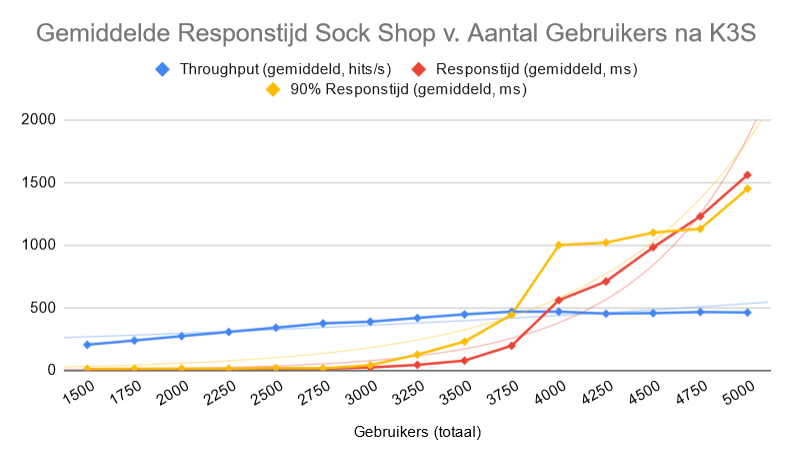 Gemiddelde Responstijd Sock Shop v. Aantal Gebruikers na K3S
Throughput (gemiddeld, hits/s) Responstijd (gemiddeld, ms)
90% Responstijd (gemiddeld, ms)
2000
1500
1000
500
0
1500 1750 2000 2250 2500 2750 3000 3250 3500 3750 4000 4250 4500 4750 5000
Gebruikers (totaal)